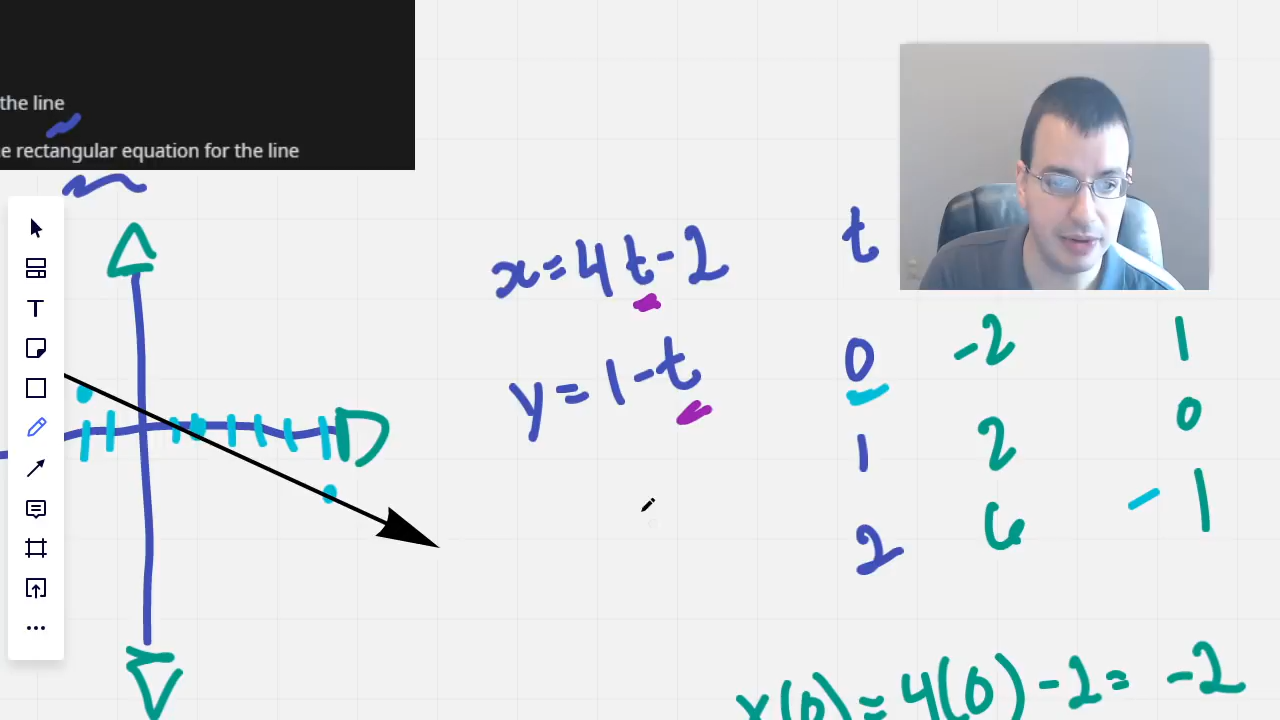 the line
e rectangular equation for the line
x=4t-2
y=1-t
t
0 -2 1
1 2 0
2 6 -1
x(0)=4(0)-2= -2
T